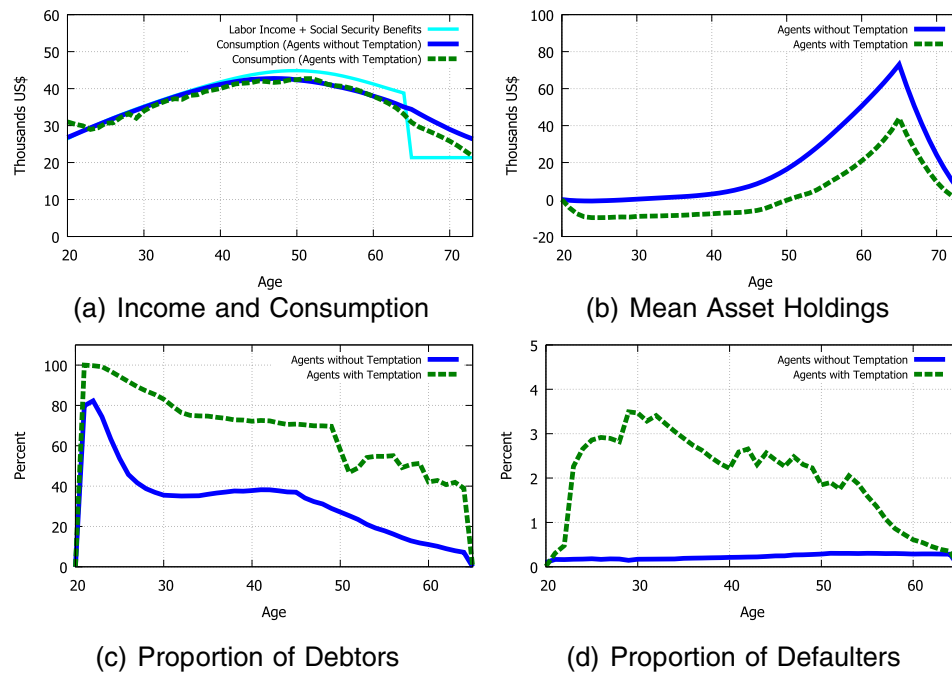 60
50
40
30
20
10
0
Thousands US$
Labor Income + Social Security Benefits
Consumption (Agents without Temptation)
Consumption (Agents with Temptation)
20 30 40 50 60 70
Age
(a) Income and Consumption
100
80
60
40
20
0
-20
Thousands US$
Agents without Temptation
Agents with Temptation
20 30 40 50 60 70
Age
(b) Mean Asset Holdings
100
80
60
40
20
0
Percent
Agents without Temptation
Agents with Temptation
20 30 40 50 60
Age
(c) Proportion of Debtors
5
4
3
2
1
0
Percent
Agents without Temptation
Agents with Temptation
20 30 40 50 60
Age
(d) Proportion of Defaulters